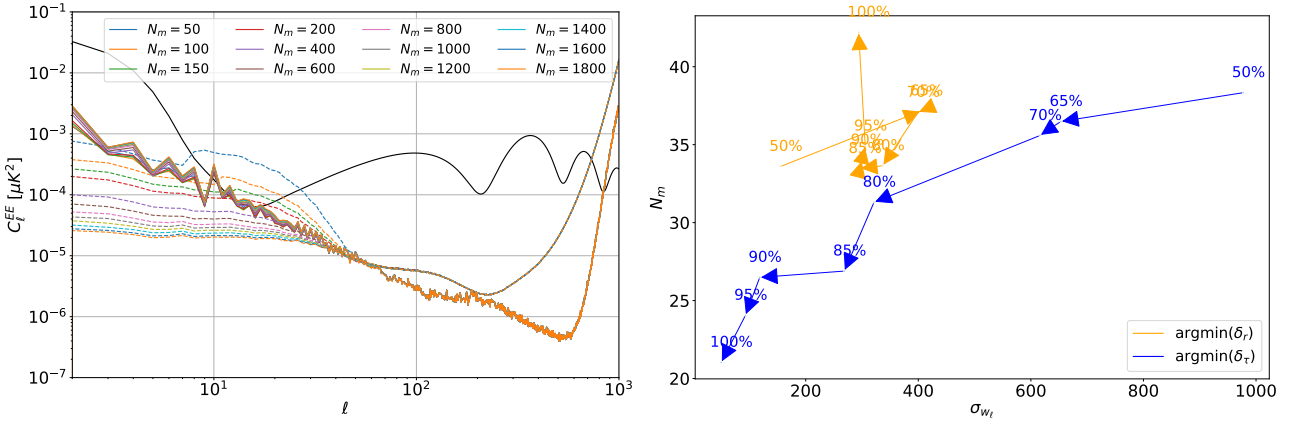 10⁻¹
10⁻²
10⁻³
10⁻⁴
10⁻⁵
10⁻⁶
10⁻⁷
C_ℓ^{EE} [μK²]
N_m = 50
N_m = 100
N_m = 150
N_m = 200
N_m = 400
N_m = 600
N_m = 800
N_m = 1000
N_m = 1200
N_m = 1400
N_m = 1600
N_m = 1800
10¹
10²
10³
ℓ
40
35
30
25
20
N_m
100%
65%
70%
95%
50%
90%
85%
80%
50%
65%
70%
80%
85%
90%
95%
100%
argmin(δ_r)
argmin(δ_τ)
200
400
600
800
1000
σ_{w_ℓ}